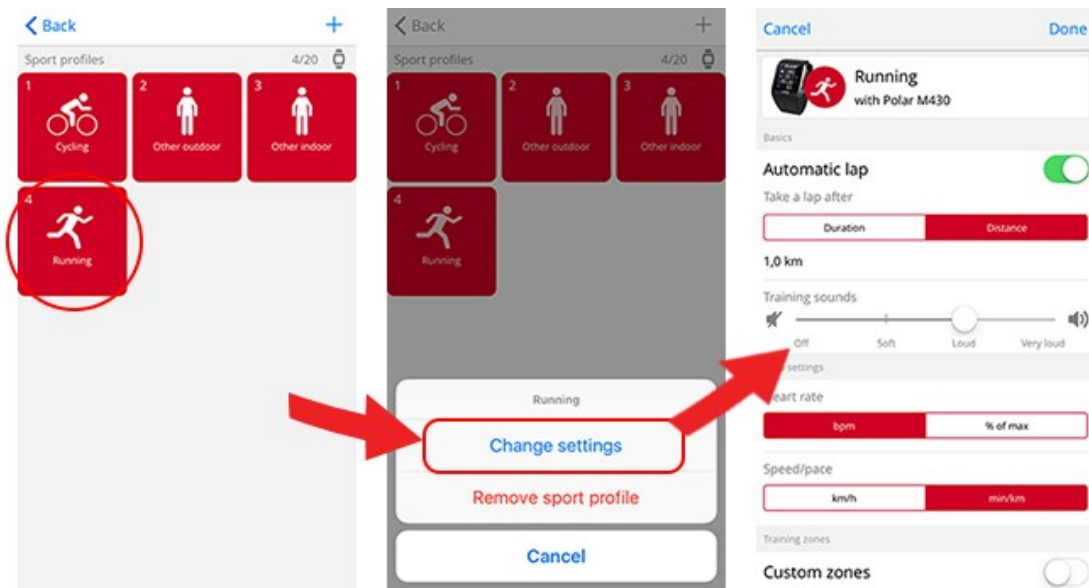 Back
Sport profiles 4/20
1
Cycling
2
Other outdoor
3
Other indoor
4
Running
Back
Sport profiles 4/20
1
Cycling
2
Other outdoor
3
Other indoor
4
Running
Running
Change settings
Remove sport profile
Cancel
Cancel Done
Running
with Polar M430
Basics
Automatic lap
Take a lap after
Duration Distance
1,0 km
Training sounds
Off Soft Loud Very loud
settings
eart rate
bpm % of max
Speed/pace
km/h min/km
Training zones
Custom zones